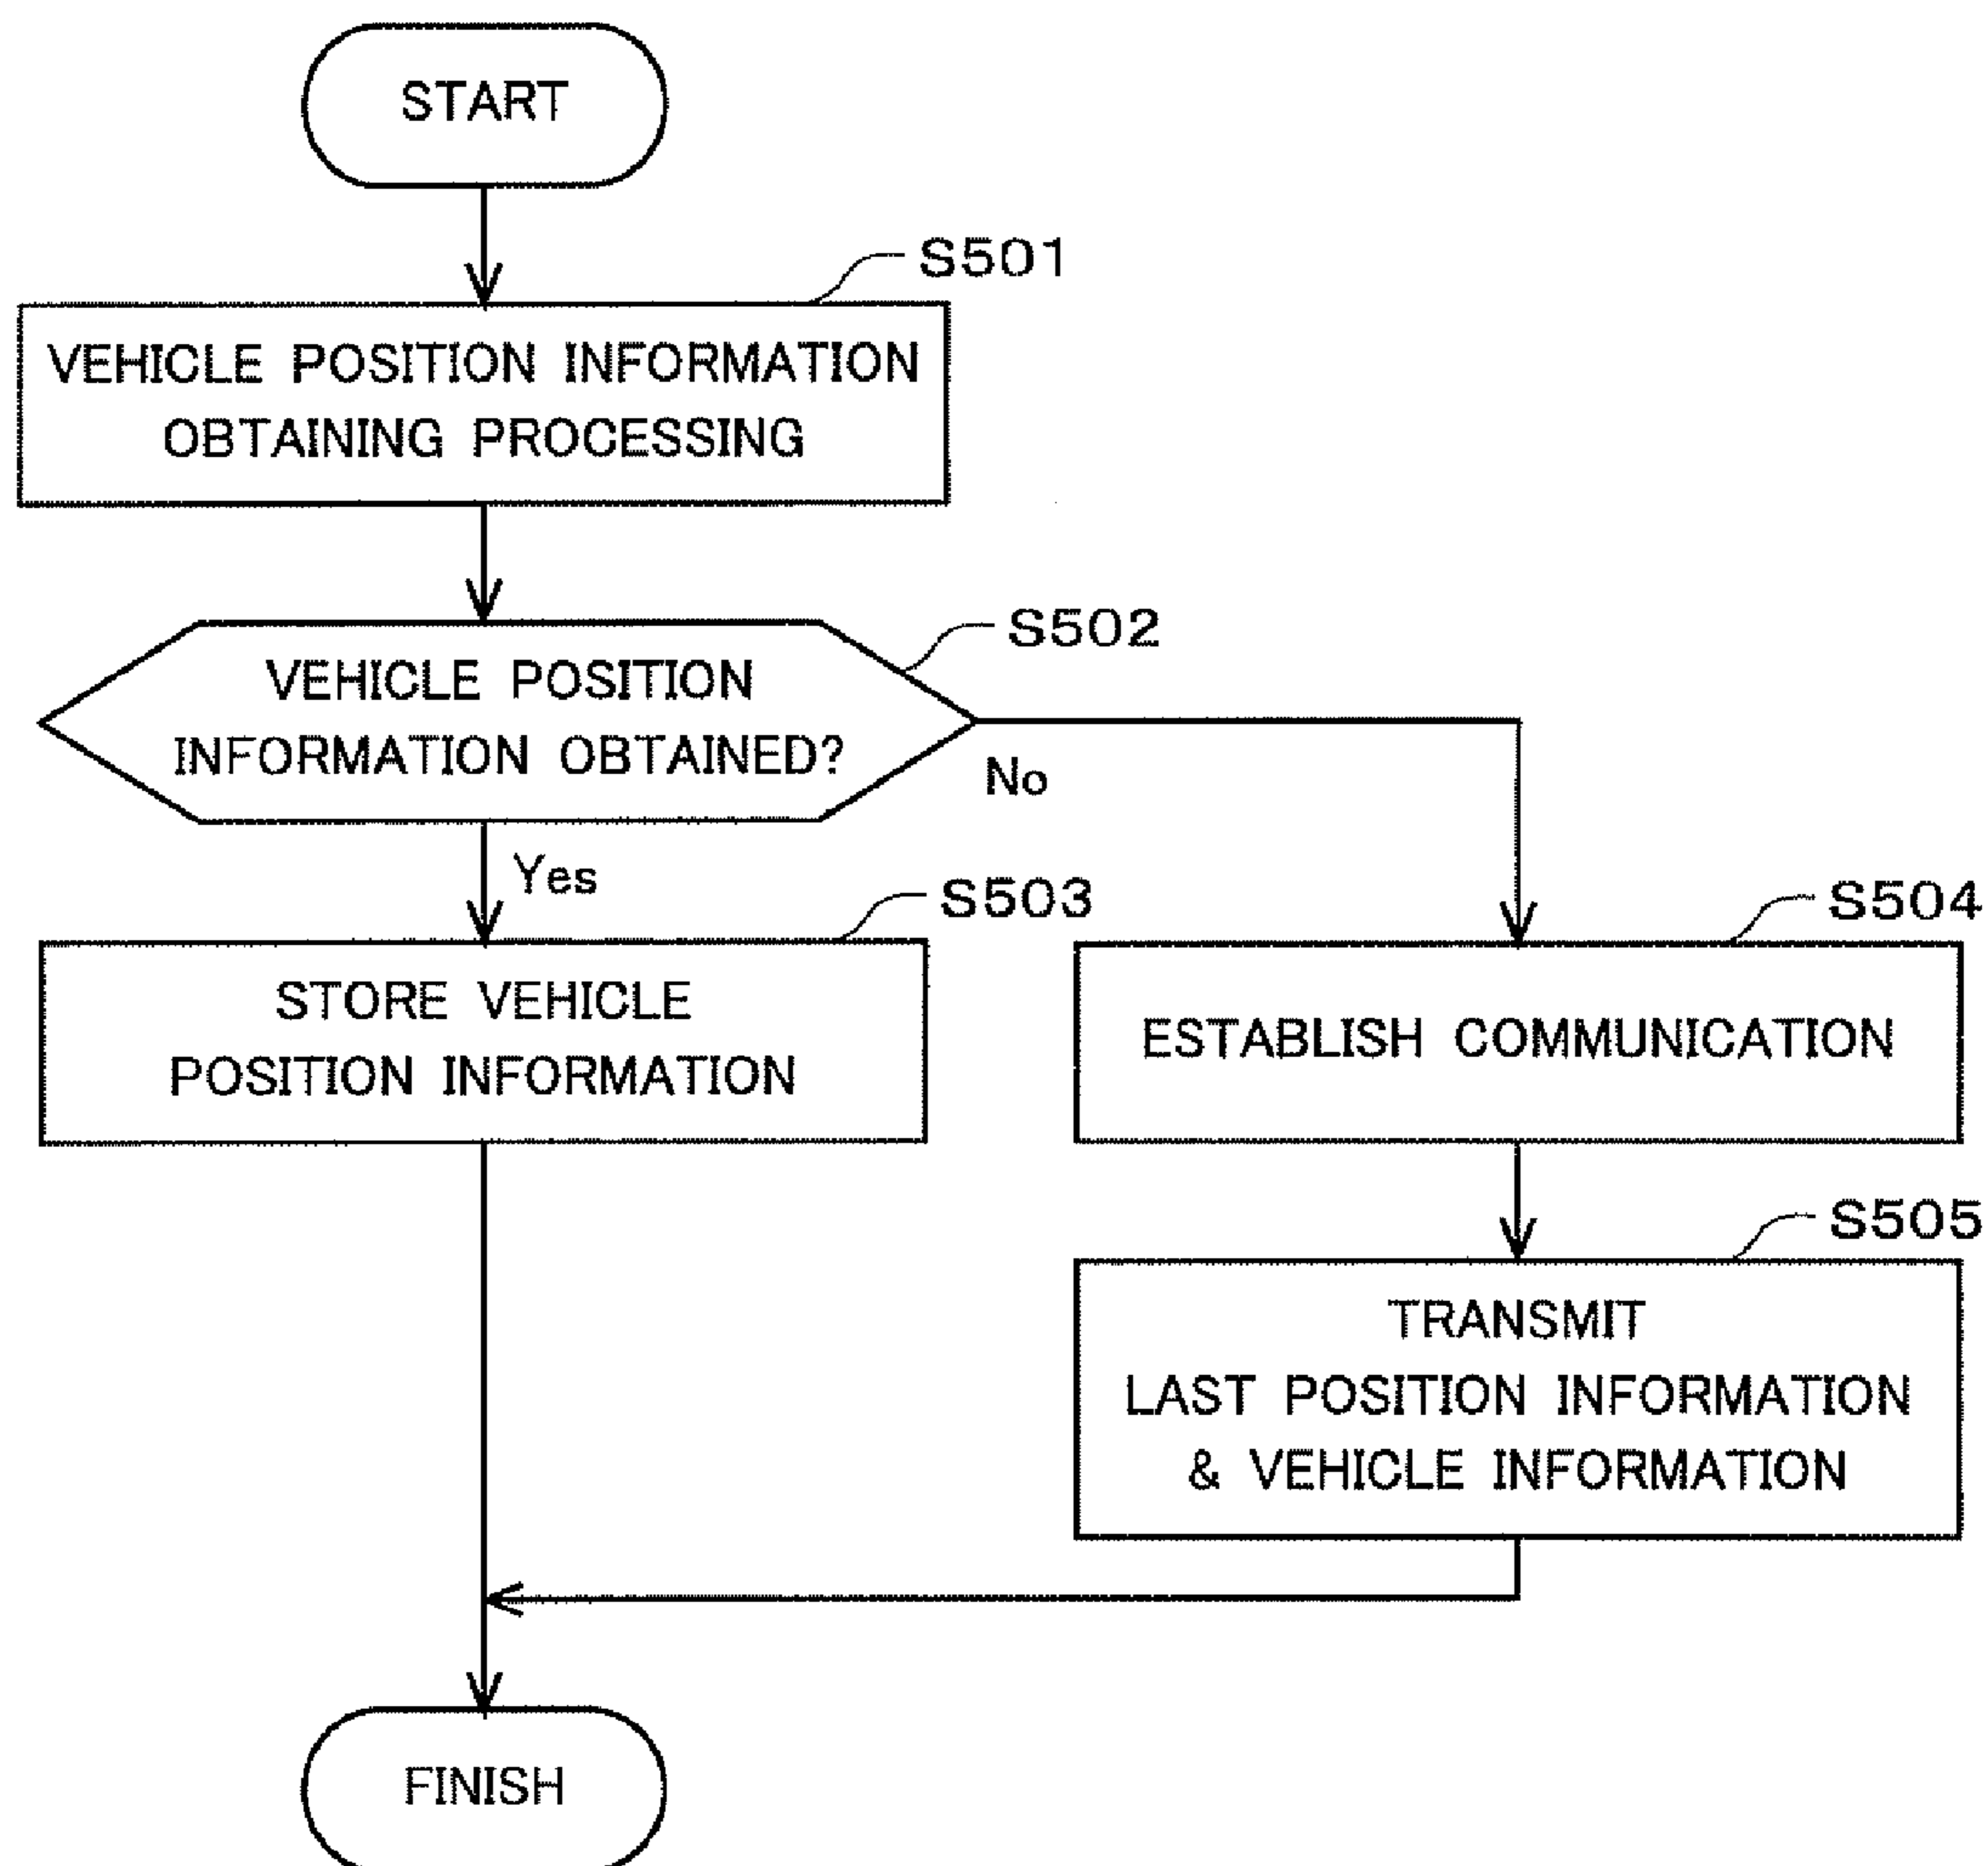 START
S501
VEHICLE POSITION INFORMATION
OBTAINING PROCESSING
S502
VEHICLE POSITION
INFORMATION OBTAINED?
No
Yes
S503
STORE VEHICLE
POSITION INFORMATION
S504
ESTABLISH COMMUNICATION
S505
TRANSMIT
LAST POSITION INFORMATION
& VEHICLE INFORMATION
FINISH